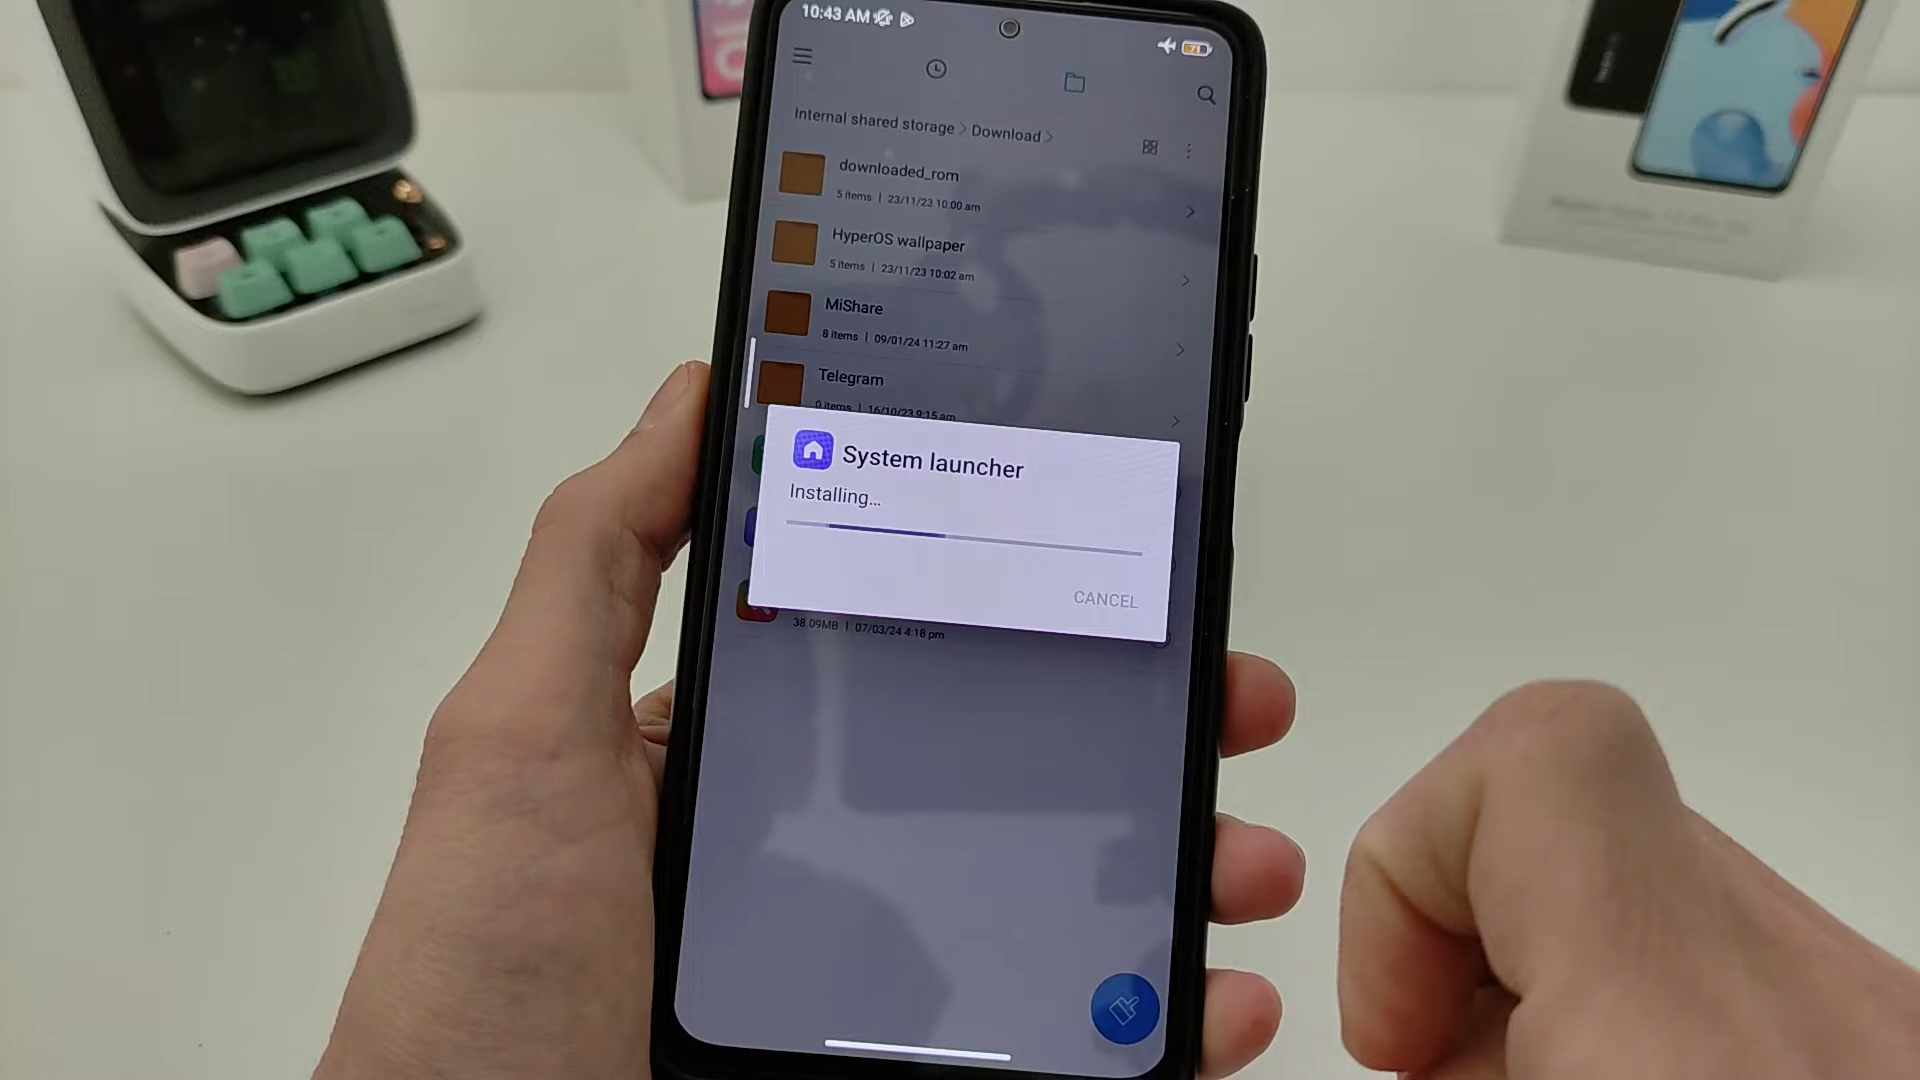 10:43 AM
71
Internal shared storage > Download >
downloaded_rom
5 items | 23/11/23 10:00 am
HyperOS wallpaper
5 items | 23/11/23 10:02 am
MiShare
8 items | 09/01/24 11:27 am
Telegram
0 items | 16/10/23 9:15 am
System launcher
Installing...
CANCEL
38.09MB | 07/03/24 4:18 pm